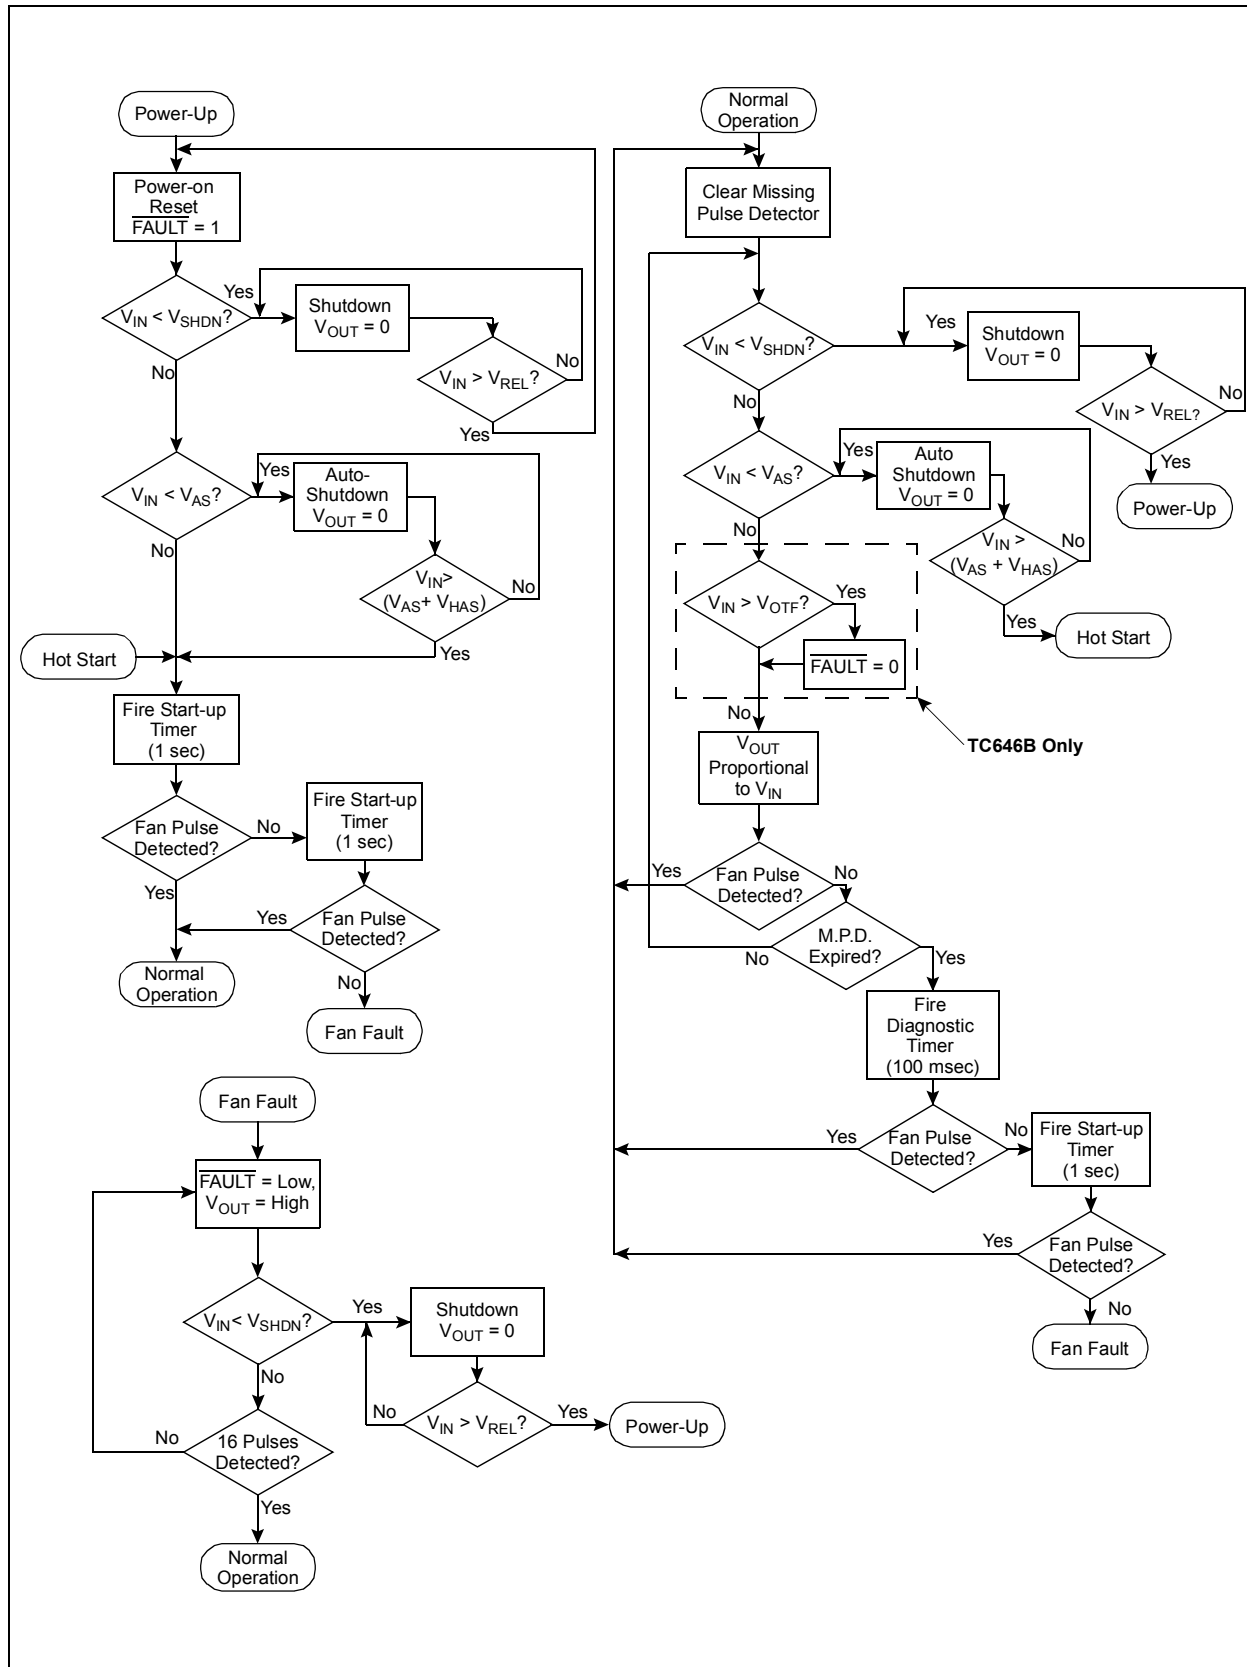 Power-Up
Power-on
Reset
FAULT = 1
VIN < VSHDN?
Yes
Shutdown
VOUT = 0
VIN > VREL?
No
Yes
No
VIN < VAS?
Yes
Auto-
Shutdown
VOUT = 0
VIN>
(VAS+ VHAS)
No
Yes
No
Hot Start
Fire Start-up
Timer
(1 sec)
Fan Pulse
Detected?
No
Fire Start-up
Timer
(1 sec)
Yes
Fan Pulse
Detected?
Yes
No
Normal
Operation
Fan Fault
Fan Fault
FAULT = Low,
VOUT = High
VIN< VSHDN?
Yes
Shutdown
VOUT = 0
No
VIN > VREL?
No
Yes
Power-Up
16 Pulses
Detected?
No
Yes
Normal
Operation
Normal
Operation
Clear Missing
Pulse Detector
VIN < VSHDN?
Yes
Shutdown
VOUT = 0
VIN > VREL?
No
Yes
Power-Up
No
VIN < VAS?
Yes
Auto
Shutdown
VOUT = 0
VIN >
(VAS + VHAS)
No
Yes
Hot Start
No
VIN > VOTF?
Yes
FAULT = 0
No
TC646B Only
VOUT
Proportional
to VIN
Fan Pulse
Detected?
Yes
No
M.P.D.
Expired?
No
Yes
Fire
Diagnostic
Timer
(100 msec)
Fan Pulse
Detected?
Yes
No
Fire Start-up
Timer
(1 sec)
Fan Pulse
Detected?
Yes
No
Fan Fault